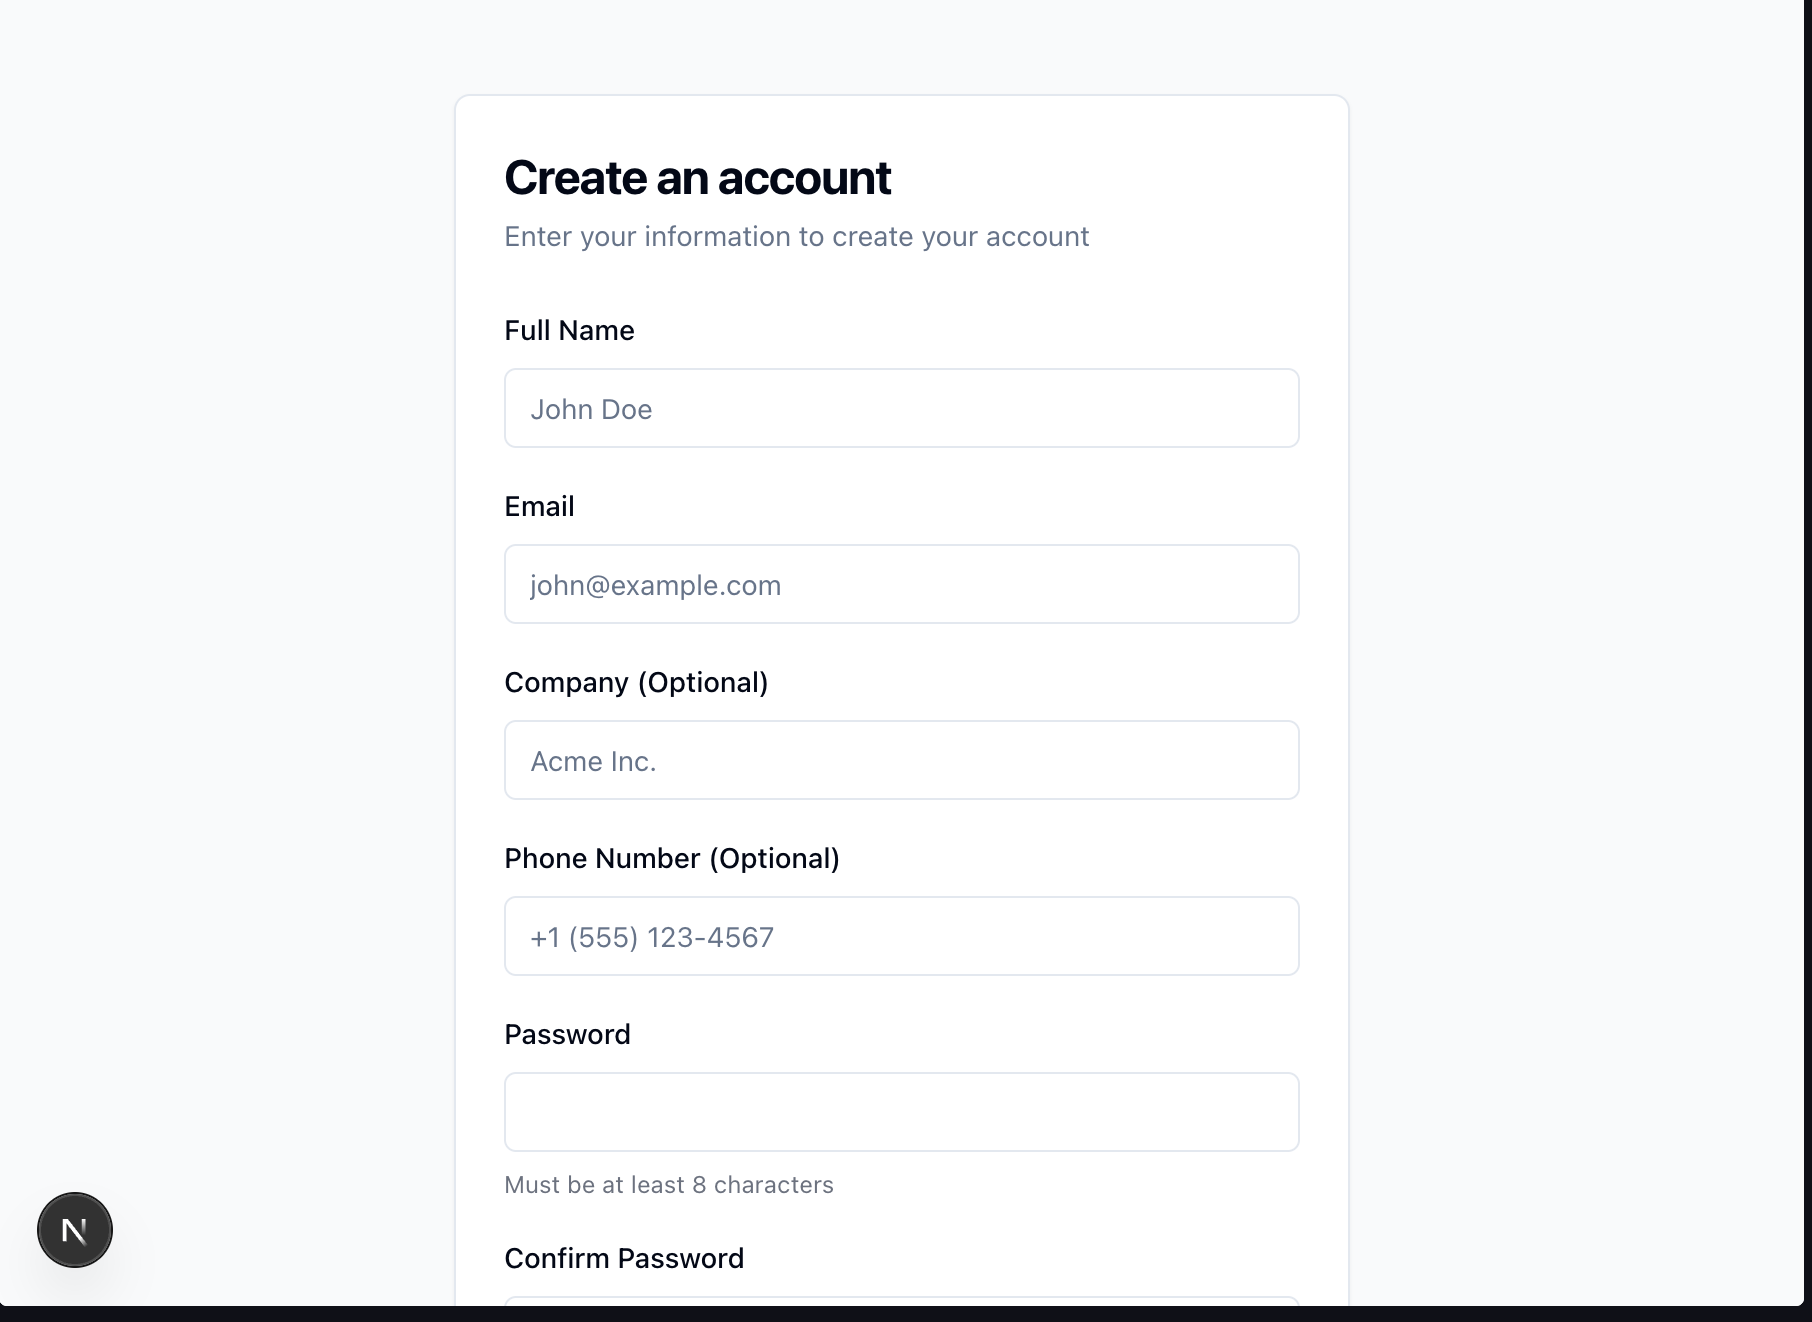 Create an account
Enter your information to create your account
Full Name
John Doe
Email
john@example.com
Company (Optional)
Acme Inc.
Phone Number (Optional)
+1 (555) 123-4567
Password
Must be at least 8 characters
N
Confirm Password